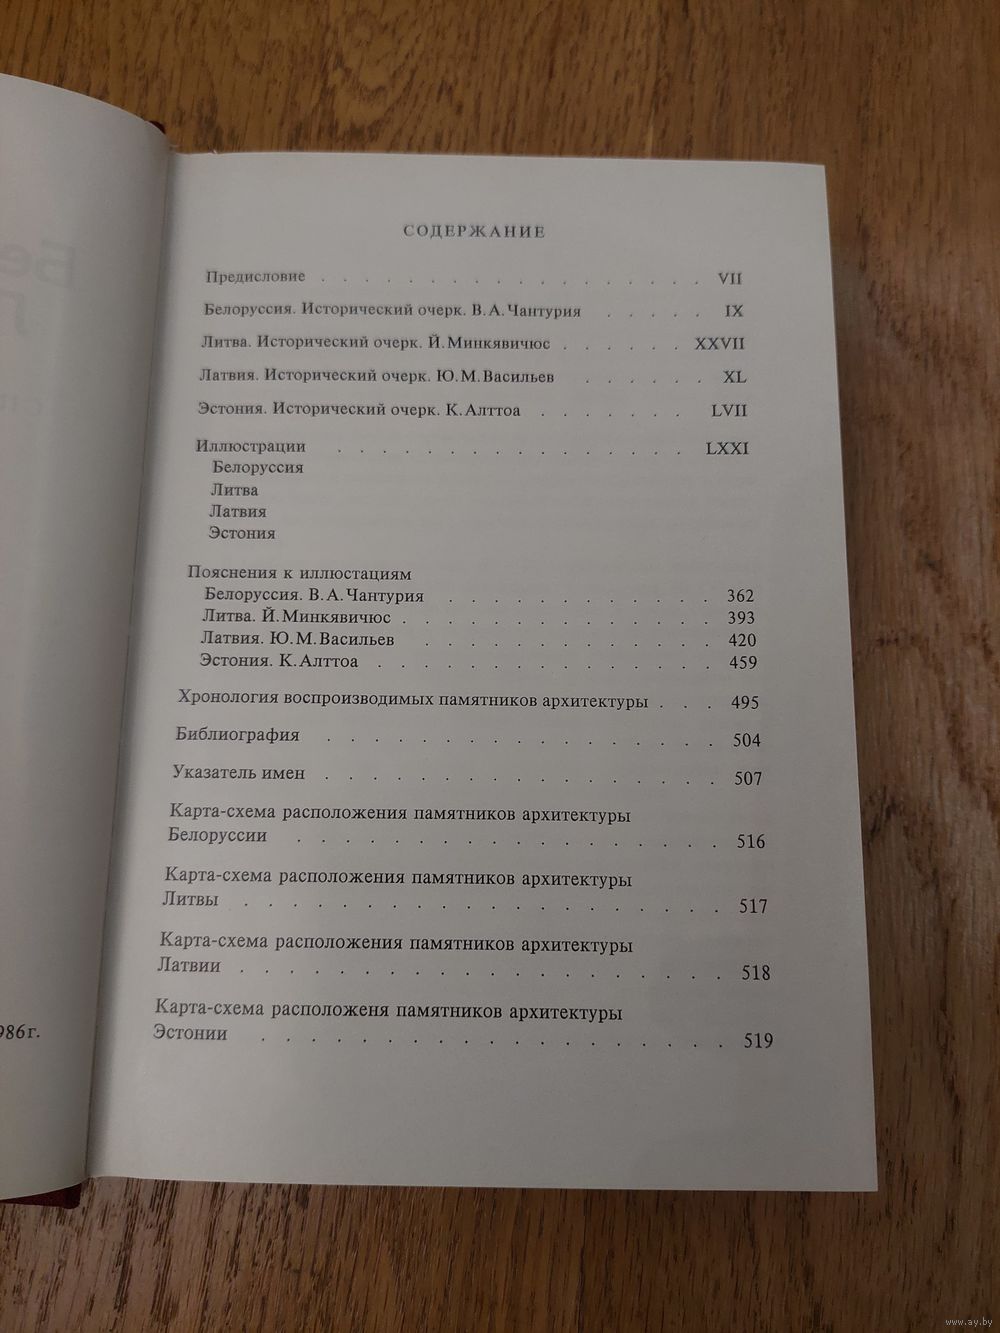 СОДЕРЖАНИЕ
Предисловие . . . . . . . . . . . . . . . . . VII
Белоруссия. Исторический очерк. В.А.Чантурия . . . . . IX
Литва. Исторический очерк. Й.Минкявичюс . . . . . . XXVII
Латвия. Исторический очерк. Ю.М.Васильев . . . . . . XL
Эстония. Исторический очерк. К.Алттоа . . . . . . . LVII
Иллюстрации . . . . . . . . . . . . . . . LXXI
Белоруссия
Литва
Латвия
Эстония
Пояснения к иллюстациям
Белоруссия. В.А.Чантурия . . . . . . . . . . . . 362
Литва. Й.Минкявичюс . . . . . . . . . . . . . . 393
Латвия. Ю.М.Васильев . . . . . . . . . . . . . 420
Эстония. К.Алттоа . . . . . . . . . . . . . . . 459
Хронология воспроизводимых памятников архитектуры . . . 495
Библиография . . . . . . . . . . . . . . . . . 504
Указатель имен . . . . . . . . . . . . . . . . . 507
Карта-схема расположения памятников архитектуры
Белоруссии . . . . . . . . . . . . . . . . . . 516
Карта-схема расположения памятников архитектуры
Литвы . . . . . . . . . . . . . . . . . . . . 517
Карта-схема расположения памятников архитектуры
Латвии . . . . . . . . . . . . . . . . . . . . 518
Карта-схема расположеня памятников архитектуры
Эстонии . . . . . . . . . . . . . . . . . . . 519
986г.
www.ay.by